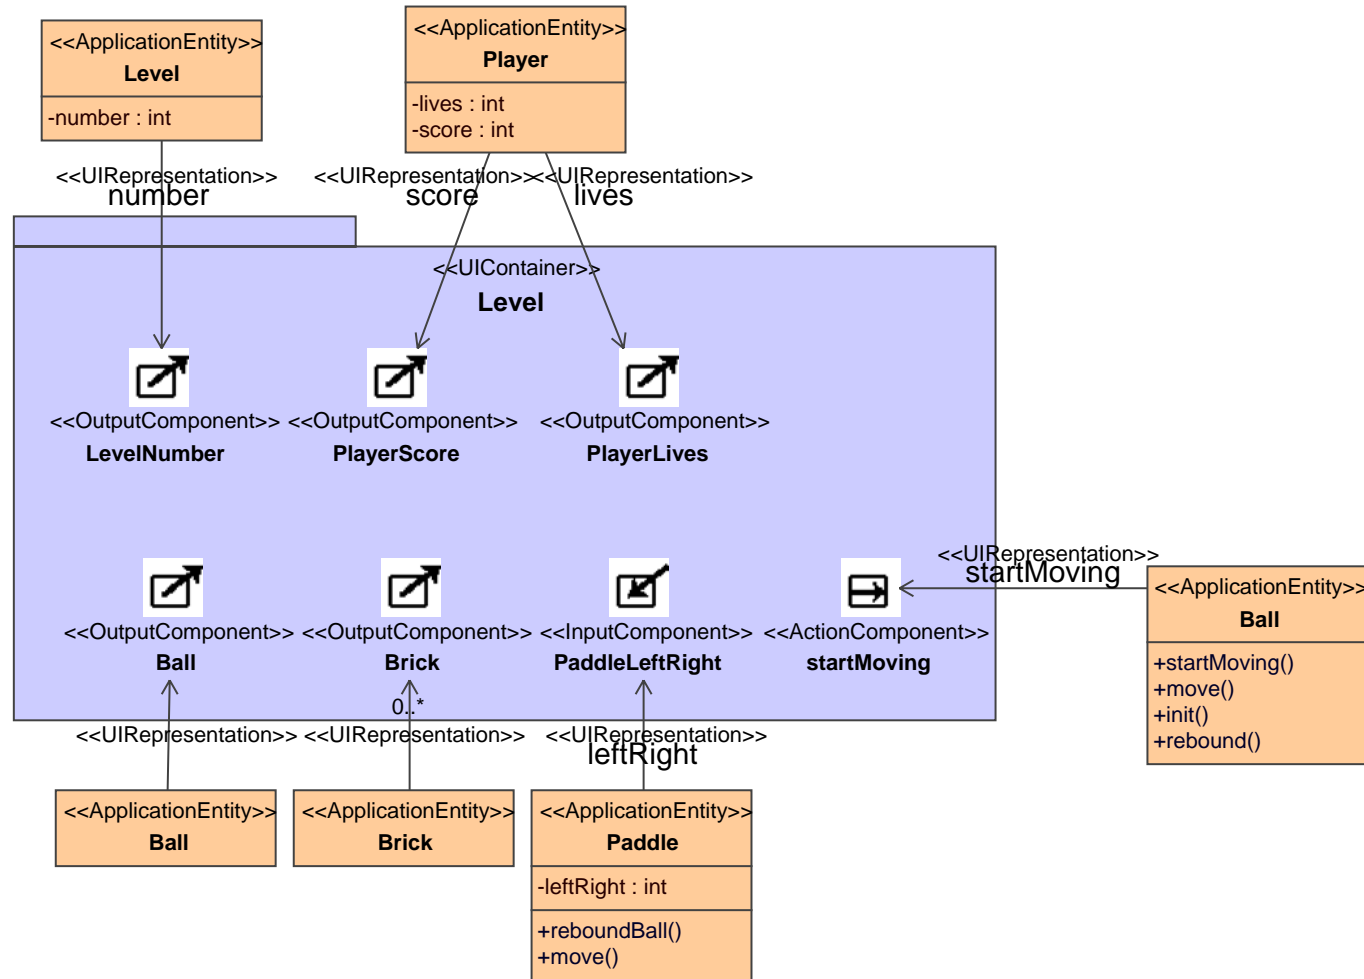 <<ApplicationEntity>>
Level
-number : int
<<ApplicationEntity>>
Player
-lives : int
-score : int
<<UIRepresentation>>
number
<<UIRepresentation>>
score
<<UIRepresentation>>
lives
<<UIContainer>>
Level
<<OutputComponent>>
LevelNumber
<<OutputComponent>>
PlayerScore
<<OutputComponent>>
PlayerLives
<<OutputComponent>>
Ball
<<OutputComponent>>
Brick
<<InputComponent>>
PaddleLeftRight
<<ActionComponent>>
startMoving
<<UIRepresentation>>
startMoving
<<ApplicationEntity>>
Ball
+startMoving()
+move()
+init()
+rebound()
0..*
<<UIRepresentation>>
<<UIRepresentation>>
<<UIRepresentation>>
leftRight
<<ApplicationEntity>>
Ball
<<ApplicationEntity>>
Brick
<<ApplicationEntity>>
Paddle
-leftRight : int
+reboundBall()
+move()